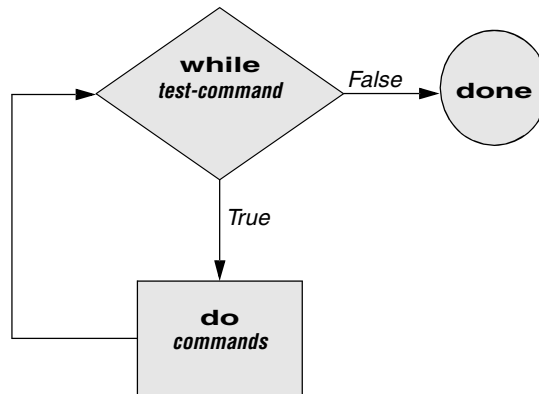 while
test-command
False
done
True
do
commands